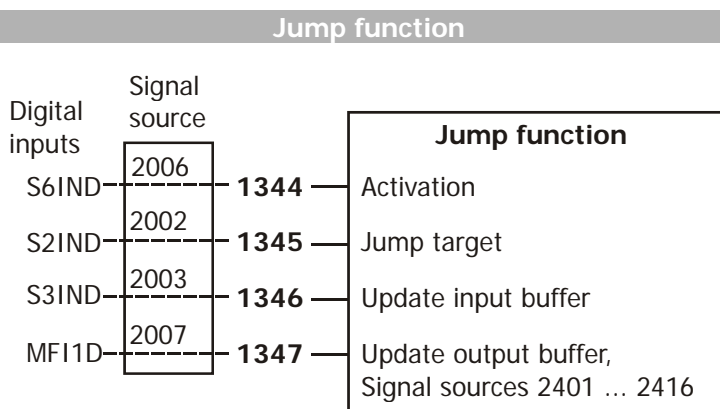 Jump function
Digital
inputs
Signal
source
Jump function
S6IND 2006 1344 Activation
S2IND 2002 1345 Jump target
S3IND 2003 1346 Update input buffer
MFI1D 2007 1347 Update output buffer,
Signal sources 2401 ... 2416